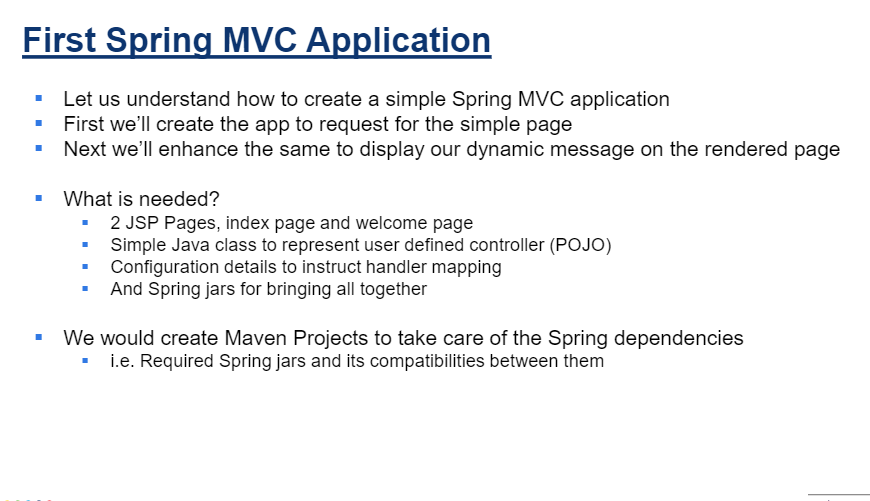 First Spring MVC Application
Let us understand how to create a simple Spring MVC application
First we’ll create the app to request for the simple page
Next we’ll enhance the same to display our dynamic message on the rendered page
What is needed?
2 JSP Pages, index page and welcome page
Simple Java class to represent user defined controller (POJO)
Configuration details to instruct handler mapping
And Spring jars for bringing all together
We would create Maven Projects to take care of the Spring dependencies
i.e. Required Spring jars and its compatibilities between them